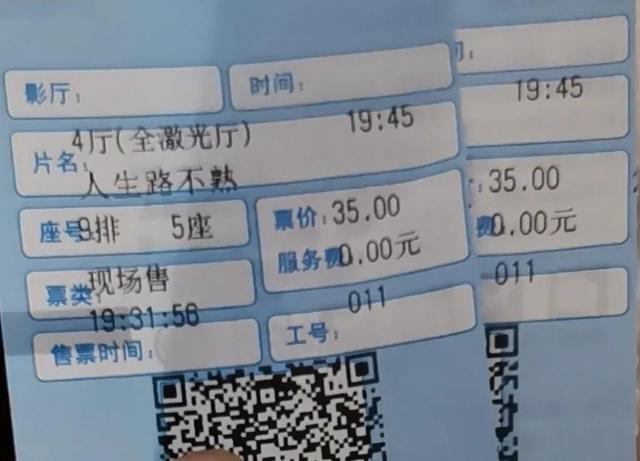 影厅: 时间:
4厅(全激光厅) 19:45
片名:
人生路不熟
座号 9排 5座 票价: 35.00
服务费 0.00元
票类 现场售
19:31:56 011
售票时间: 工号:
间:
19:45
: 35.00
费 0.00元
011